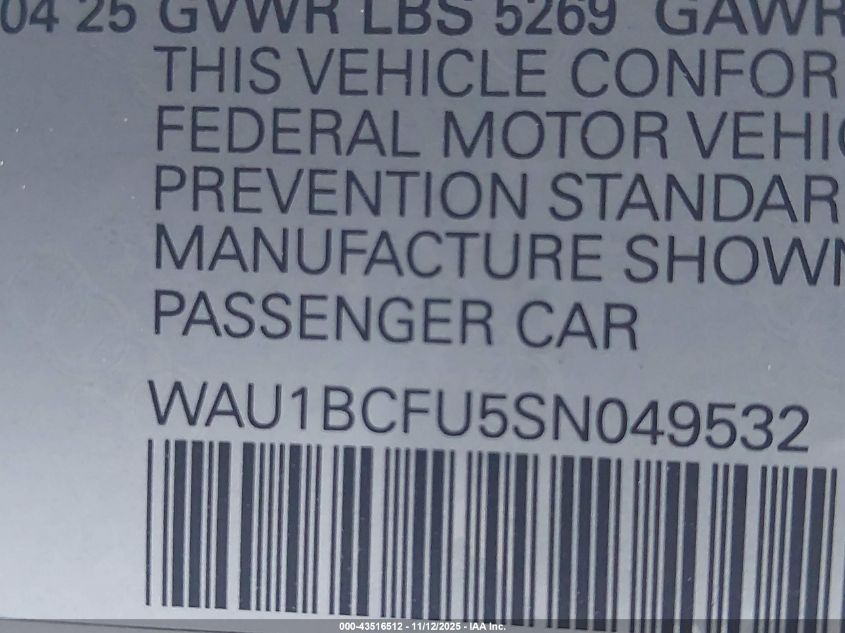 04 25 GVWR LBS 5269 GAWR
THIS VEHICLE CONFOR
FEDERAL MOTOR VEHIC
PREVENTION STANDAR
MANUFACTURE SHOWN
PASSENGER CAR
WAU1BCFU5SN049532
000-43516512 - 11/12/2025 - IAA Inc.